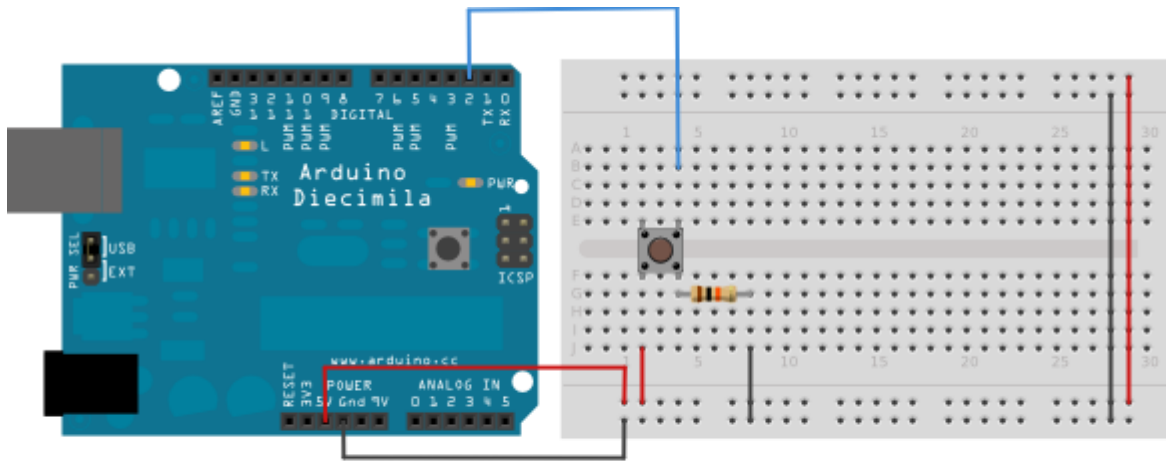 AREF
GND
13
12
11
10
9
8
7
6
5
4
3
2
TX 1
RX 0
PWM
PWM
PWM
PWM
PWM
PWM
DIGITAL
L
TX
RX
Arduino
Diecimila
PWR
1
ICSP
PWR SEL
USB
EXT
www.arduino.cc
POWER
ANALOG IN
RESET
3V3
5V Gnd 9V
0 1 2 3 4 5
1 5 10 15 20 25 30
A
B
C
D
E
F
G
H
I
J
1 5 10 15 20 25 30